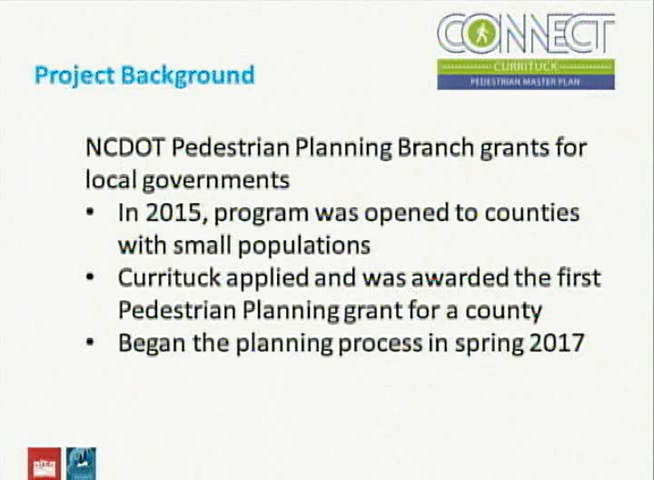 CONNECT
CURRITUCK
PEDESTRIAN MASTER PLAN
Project Background
NCDOT Pedestrian Planning Branch grants for
local governments
• In 2015, program was opened to counties
with small populations
• Currituck applied and was awarded the first
Pedestrian Planning grant for a county
• Began the planning process in spring 2017